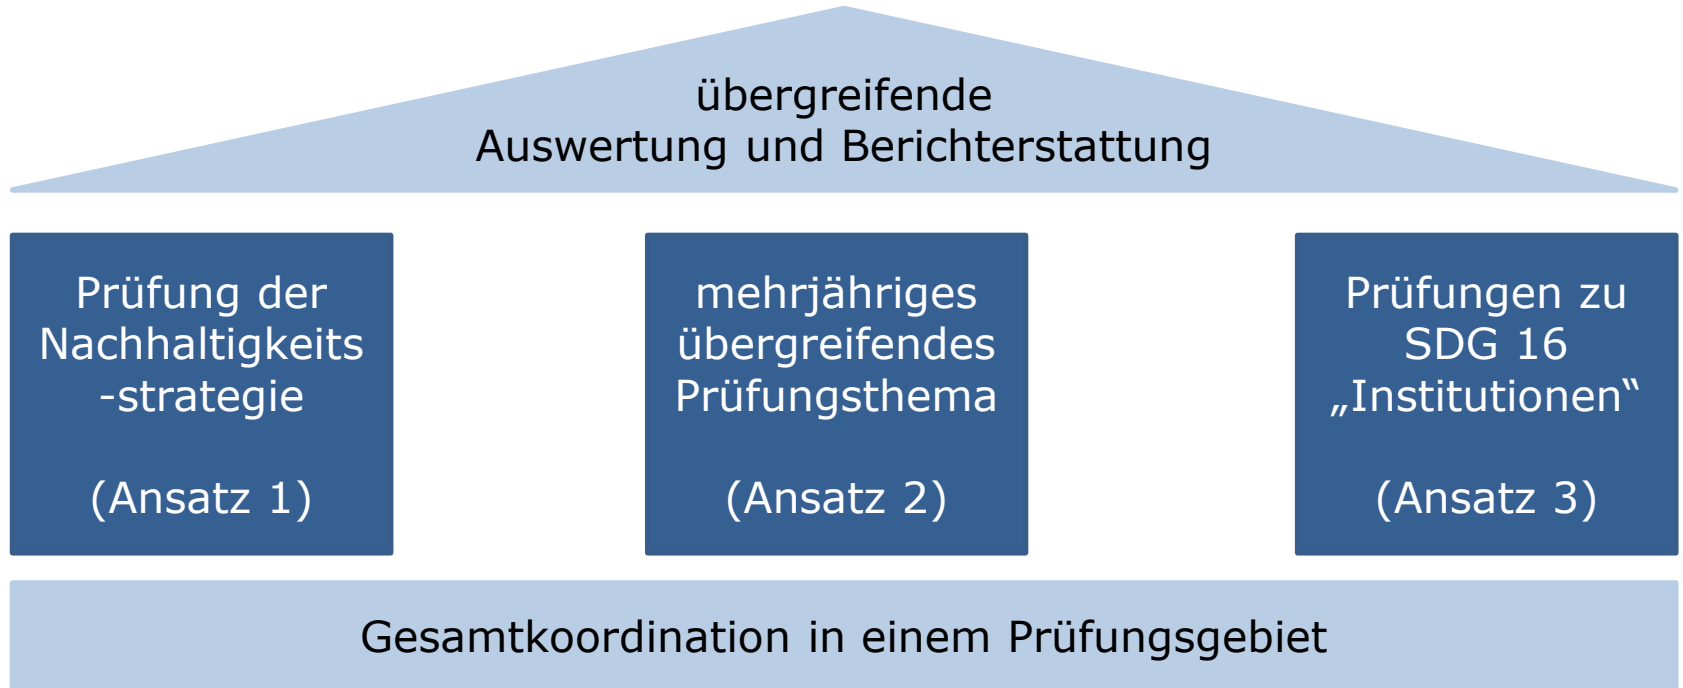 übergreifende
Auswertung und Berichterstattung
Prüfung der
Nachhaltigkeits
-strategie
(Ansatz 1)
mehrjähriges
übergreifendes
Prüfungsthema
(Ansatz 2)
Prüfungen zu
SDG 16
„Institutionen“
(Ansatz 3)
Gesamtkoordination in einem Prüfungsgebiet